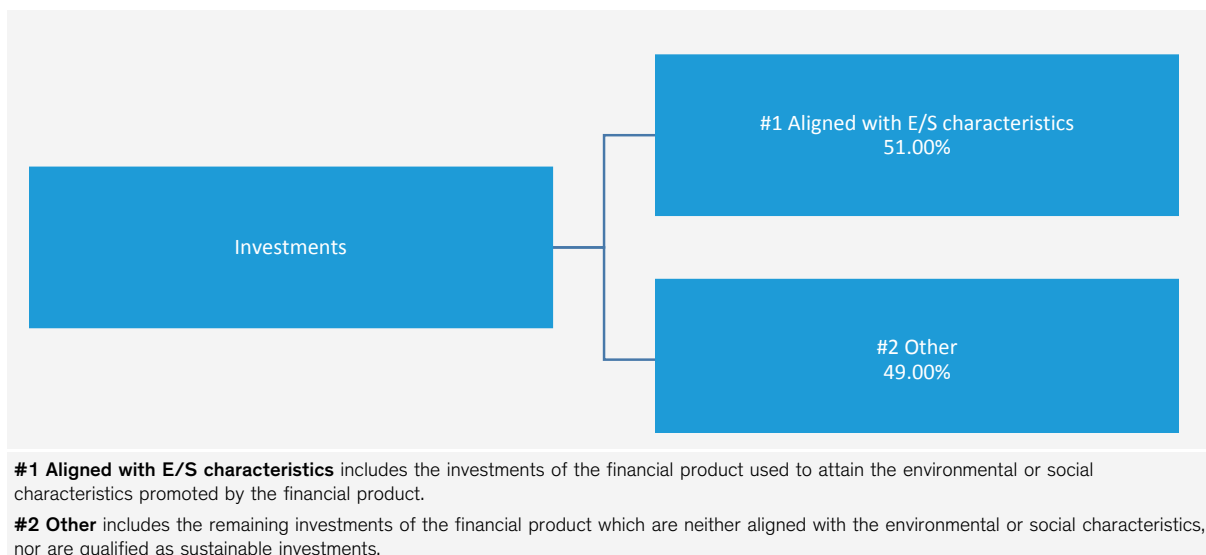 #1 Aligned with E/S characteristics
51.00%
Investments
#2 Other
49.00%
#1 Aligned with E/S characteristics includes the investments of the financial product used to attain the environmental or social
characteristics promoted by the financial product.
#2 Other includes the remaining investments of the financial product which are neither aligned with the environmental or social characteristics,
nor are qualified as sustainable investments.